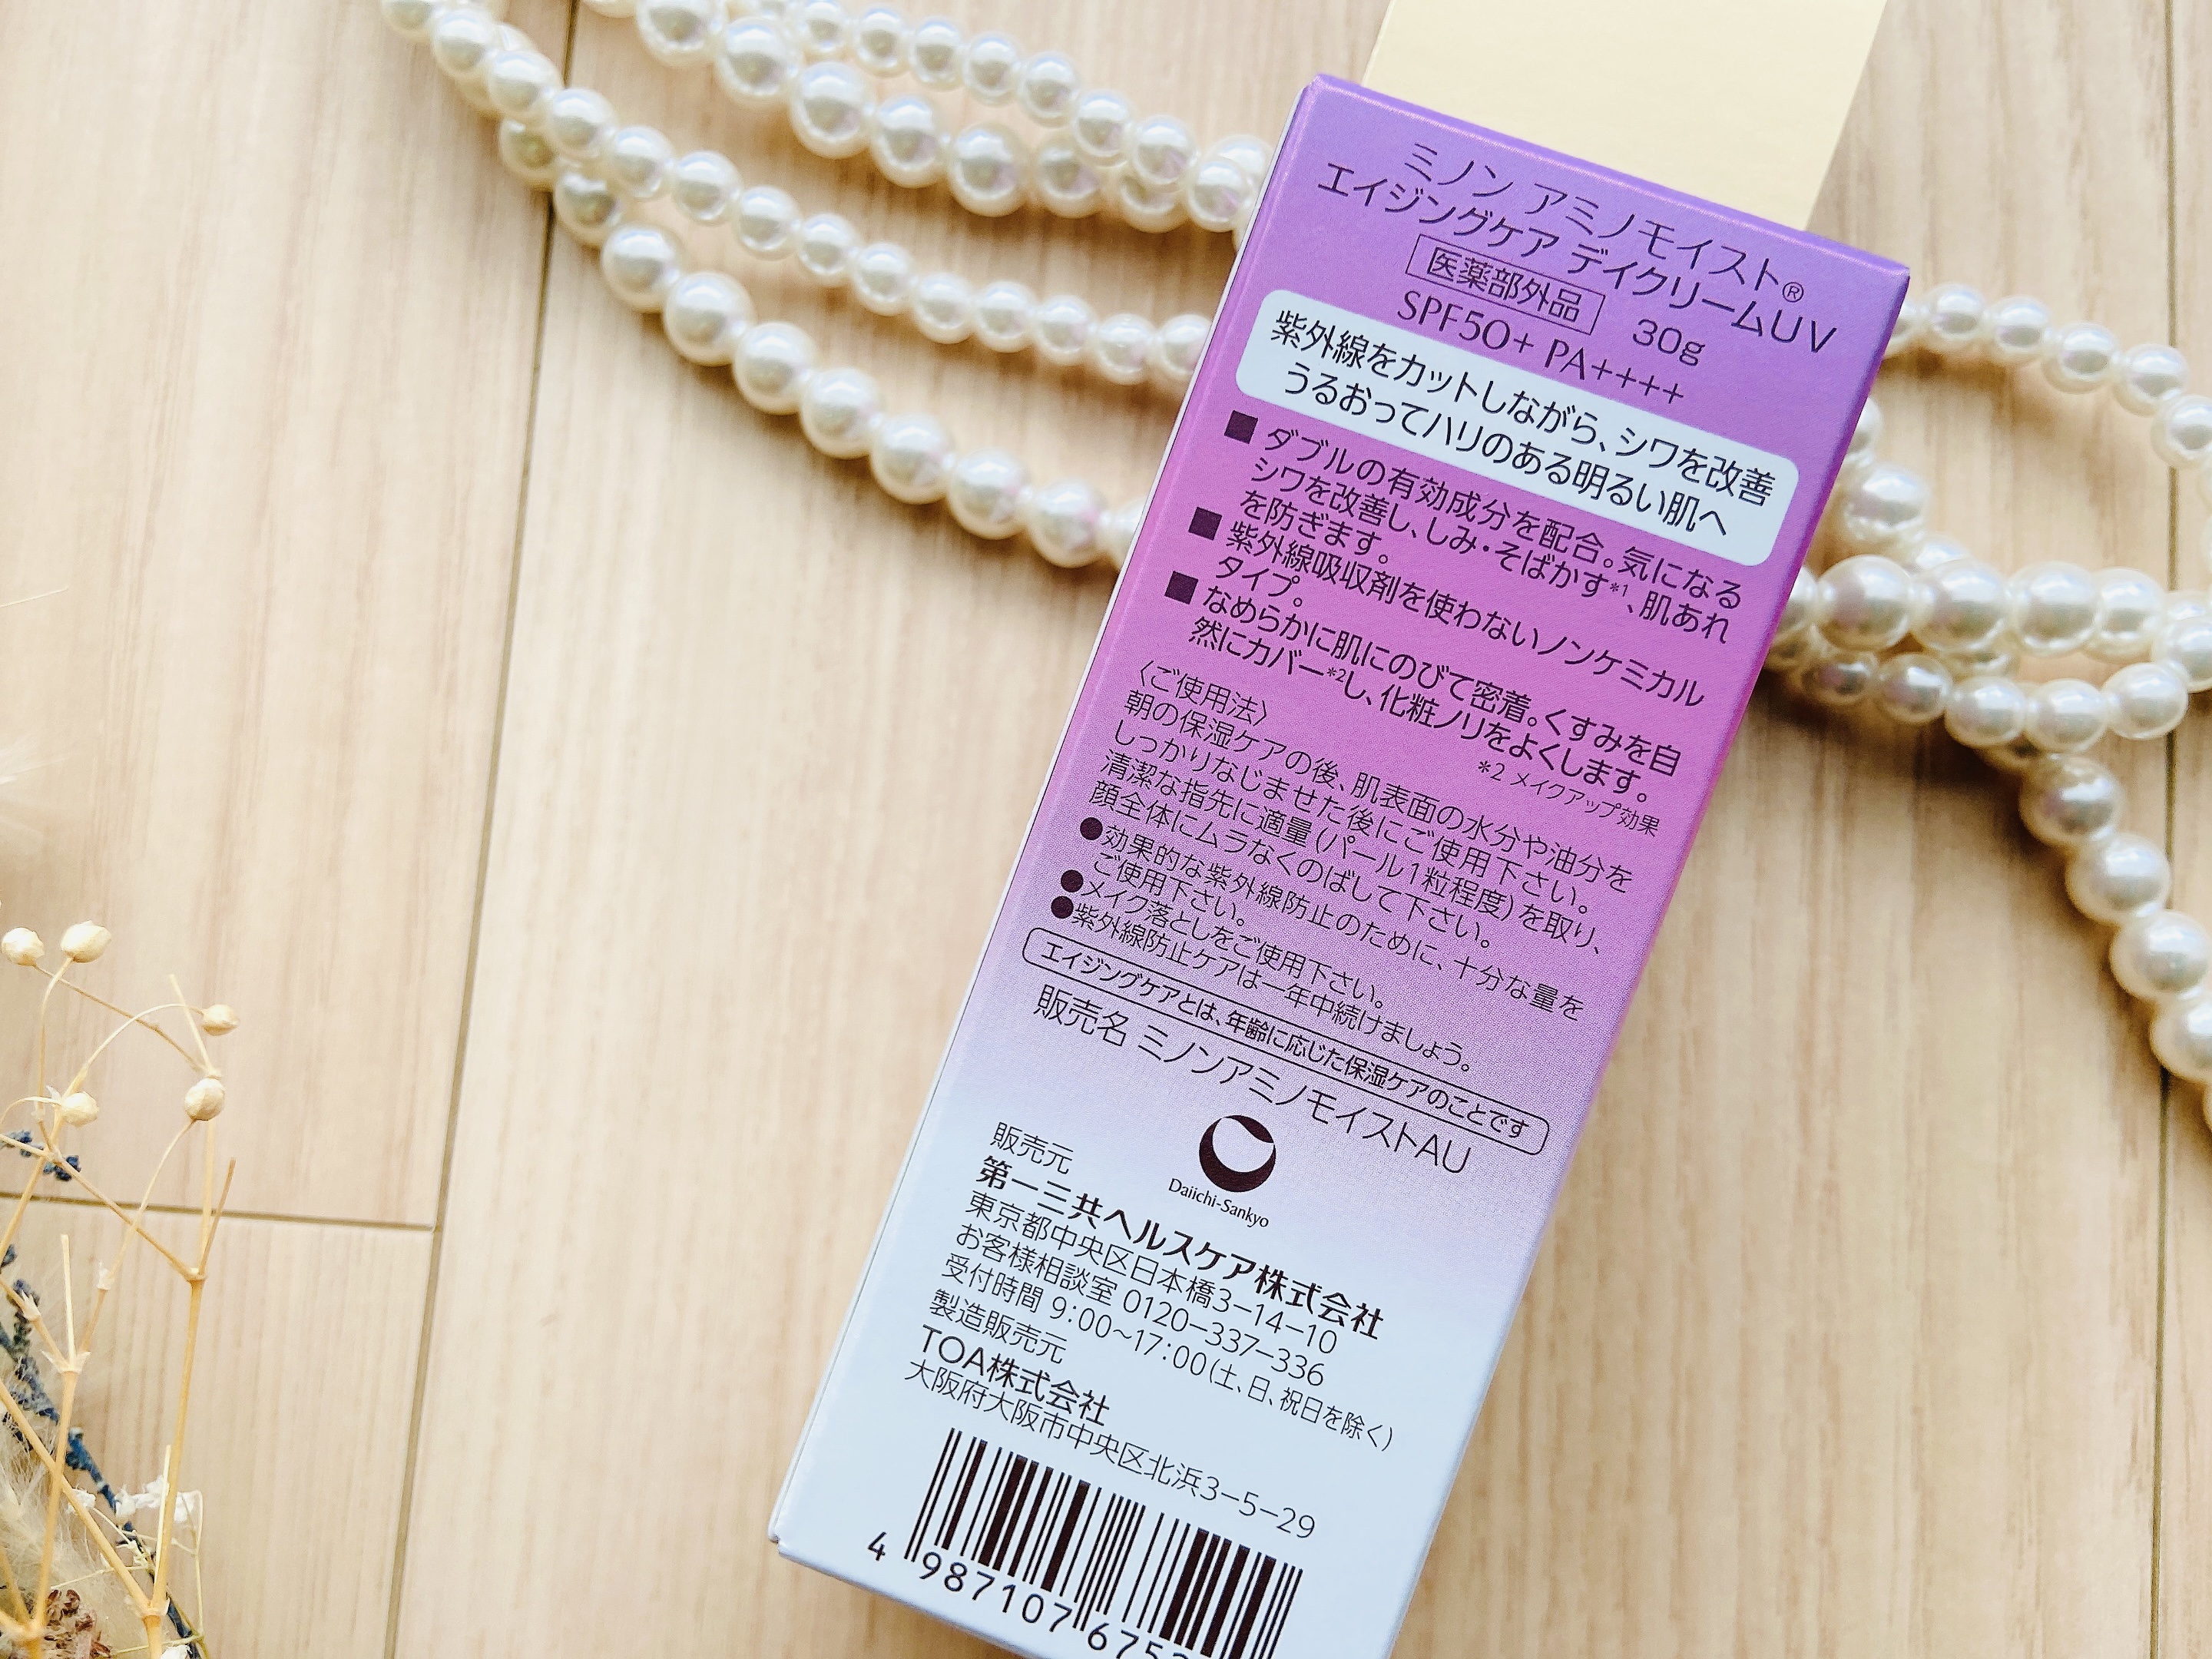 ミノン アミノモイスト®
エイジングケア デイクリームUV
医薬部外品 30g
SPF50+ PA++++
紫外線をカットしながら、シワを改善
うるおってハリのある明るい肌へ
■ダブルの有効成分を配合。気になる
シワを改善し、しみ・そばかす*1、肌あれ
を防ぎます。
■紫外線吸収剤を使わないノンケミカル
タイプ。
■なめらかに肌にのびて密着。くすみを自
然にカバー*2し、化粧ノリをよくします。
*2 メイクアップ効果
〈ご使用法〉
朝の保湿ケアの後、肌表面の水分や油分を
しっかりなじませた後にご使用下さい。
清潔な指先に適量(パール1粒程度)を取り、
顔全体にムラなくのばして下さい。
●効果的な紫外線防止のために、十分な量を
ご使用下さい。
●メイク落としをご使用下さい。
●紫外線防止ケアは一年中続けましょう。
エイジングケアとは、年齢に応じた保湿ケアのことです
販売名 ミノンアミノモイストAU
Daiichi-Sankyo
販売元
第一三共ヘルスケア株式会社
東京都中央区日本橋3-14-10
お客様相談室 0120-337-336
受付時間 9:00~17:00(土、日、祝日を除く)
製造販売元
TOA株式会社
大阪府大阪市中央区北浜3-5-29
4 987107 675